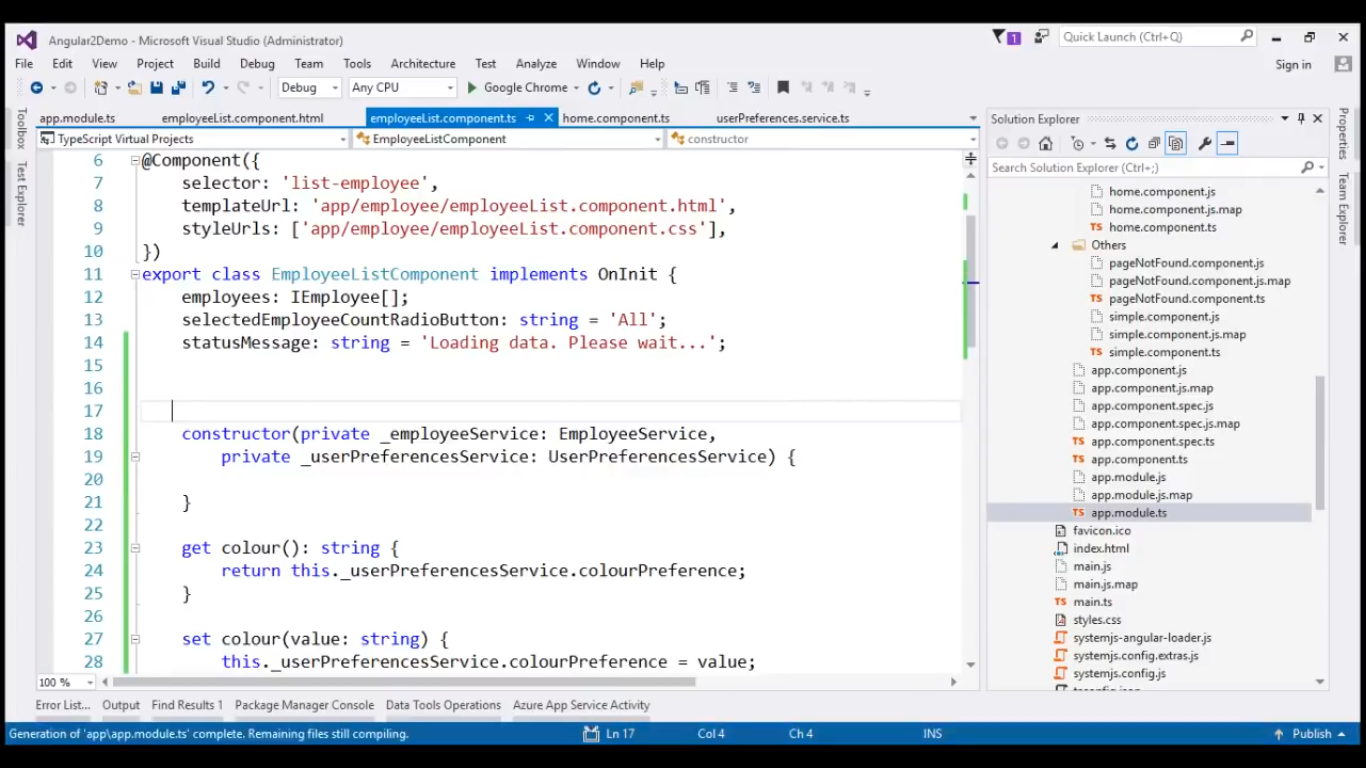 Angular2Demo - Microsoft Visual Studio (Administrator)
1
Quick Launch (Ctrl+Q)
File Edit View Project Build Debug Team Tools Architecture Test Analyze Window Help
Sign in
Debug Any CPU Google Chrome
app.module.ts employeeList.component.html employeeList.component.ts home.component.ts userPreferences.service.ts
TypeScript Virtual Projects EmployeeListComponent constructor
Toolbox
Test Explorer
6 @Component({
7 selector: 'list-employee',
8 templateUrl: 'app/employee/employeeList.component.html',
9 styleUrls: ['app/employee/employeeList.component.css'],
10 })
11 export class EmployeeListComponent implements OnInit {
12 employees: IEmployee[];
13 selectedEmployeeCountRadioButton: string = 'All';
14 statusMessage: string = 'Loading data. Please wait...';
15
16
17
18 constructor(private _employeeService: EmployeeService,
19 private _userPreferencesService: UserPreferencesService) {
20
21 }
22
23 get colour(): string {
24 return this._userPreferencesService.colourPreference;
25 }
26
27 set colour(value: string) {
28 this._userPreferencesService.colourPreference = value;
100 %
Solution Explorer
Search Solution Explorer (Ctrl+;)
home.component.js
home.component.js.map
TS home.component.ts
Others
pageNotFound.component.js
pageNotFound.component.js.map
TS pageNotFound.component.ts
simple.component.js
simple.component.js.map
TS simple.component.ts
app.component.js
app.component.js.map
app.component.spec.js
app.component.spec.js.map
TS app.component.spec.ts
TS app.component.ts
app.module.js
app.module.js.map
TS app.module.ts
favicon.ico
index.html
main.js
main.js.map
TS main.ts
styles.css
systemjs-angular-loader.js
systemjs.config.extras.js
systemjs.config.js
tsconfig.json
Properties
Team Explorer
Error List... Output Find Results 1 Package Manager Console Data Tools Operations Azure App Service Activity
Generation of 'app\app.module.ts' complete. Remaining files still compiling. Ln 17 Col 4 Ch 4 INS Publish